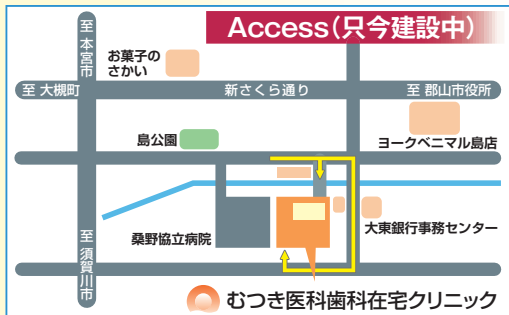 Access(只今建設中)
至 本宮市
お菓子の
さかい
至 大槻町
新さくら通り
至 郡山市役所
島公園
ヨークベニマル島店
桑野協立病院
大東銀行事務センター
至 須賀川市
むつき医科歯科在宅クリニック